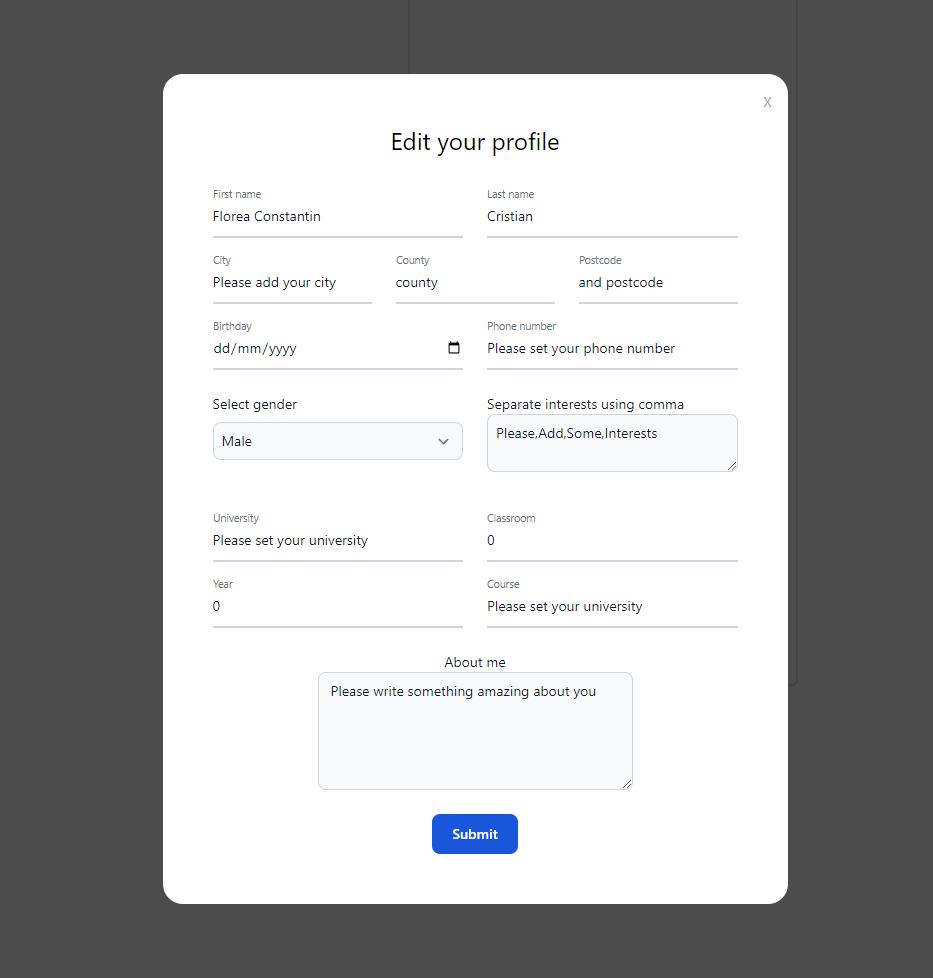 X
Edit your profile
First name Last name
Florea Constantin Cristian
City County Postcode
Please add your city county and postcode
Birthday Phone number
dd/mm/yyyy Please set your phone number
Select gender Separate interests using comma
Male Please,Add,Some,Interests
University Classroom
Please set your university 0
Year Course
0 Please set your university
About me
Please write something amazing about you
Submit